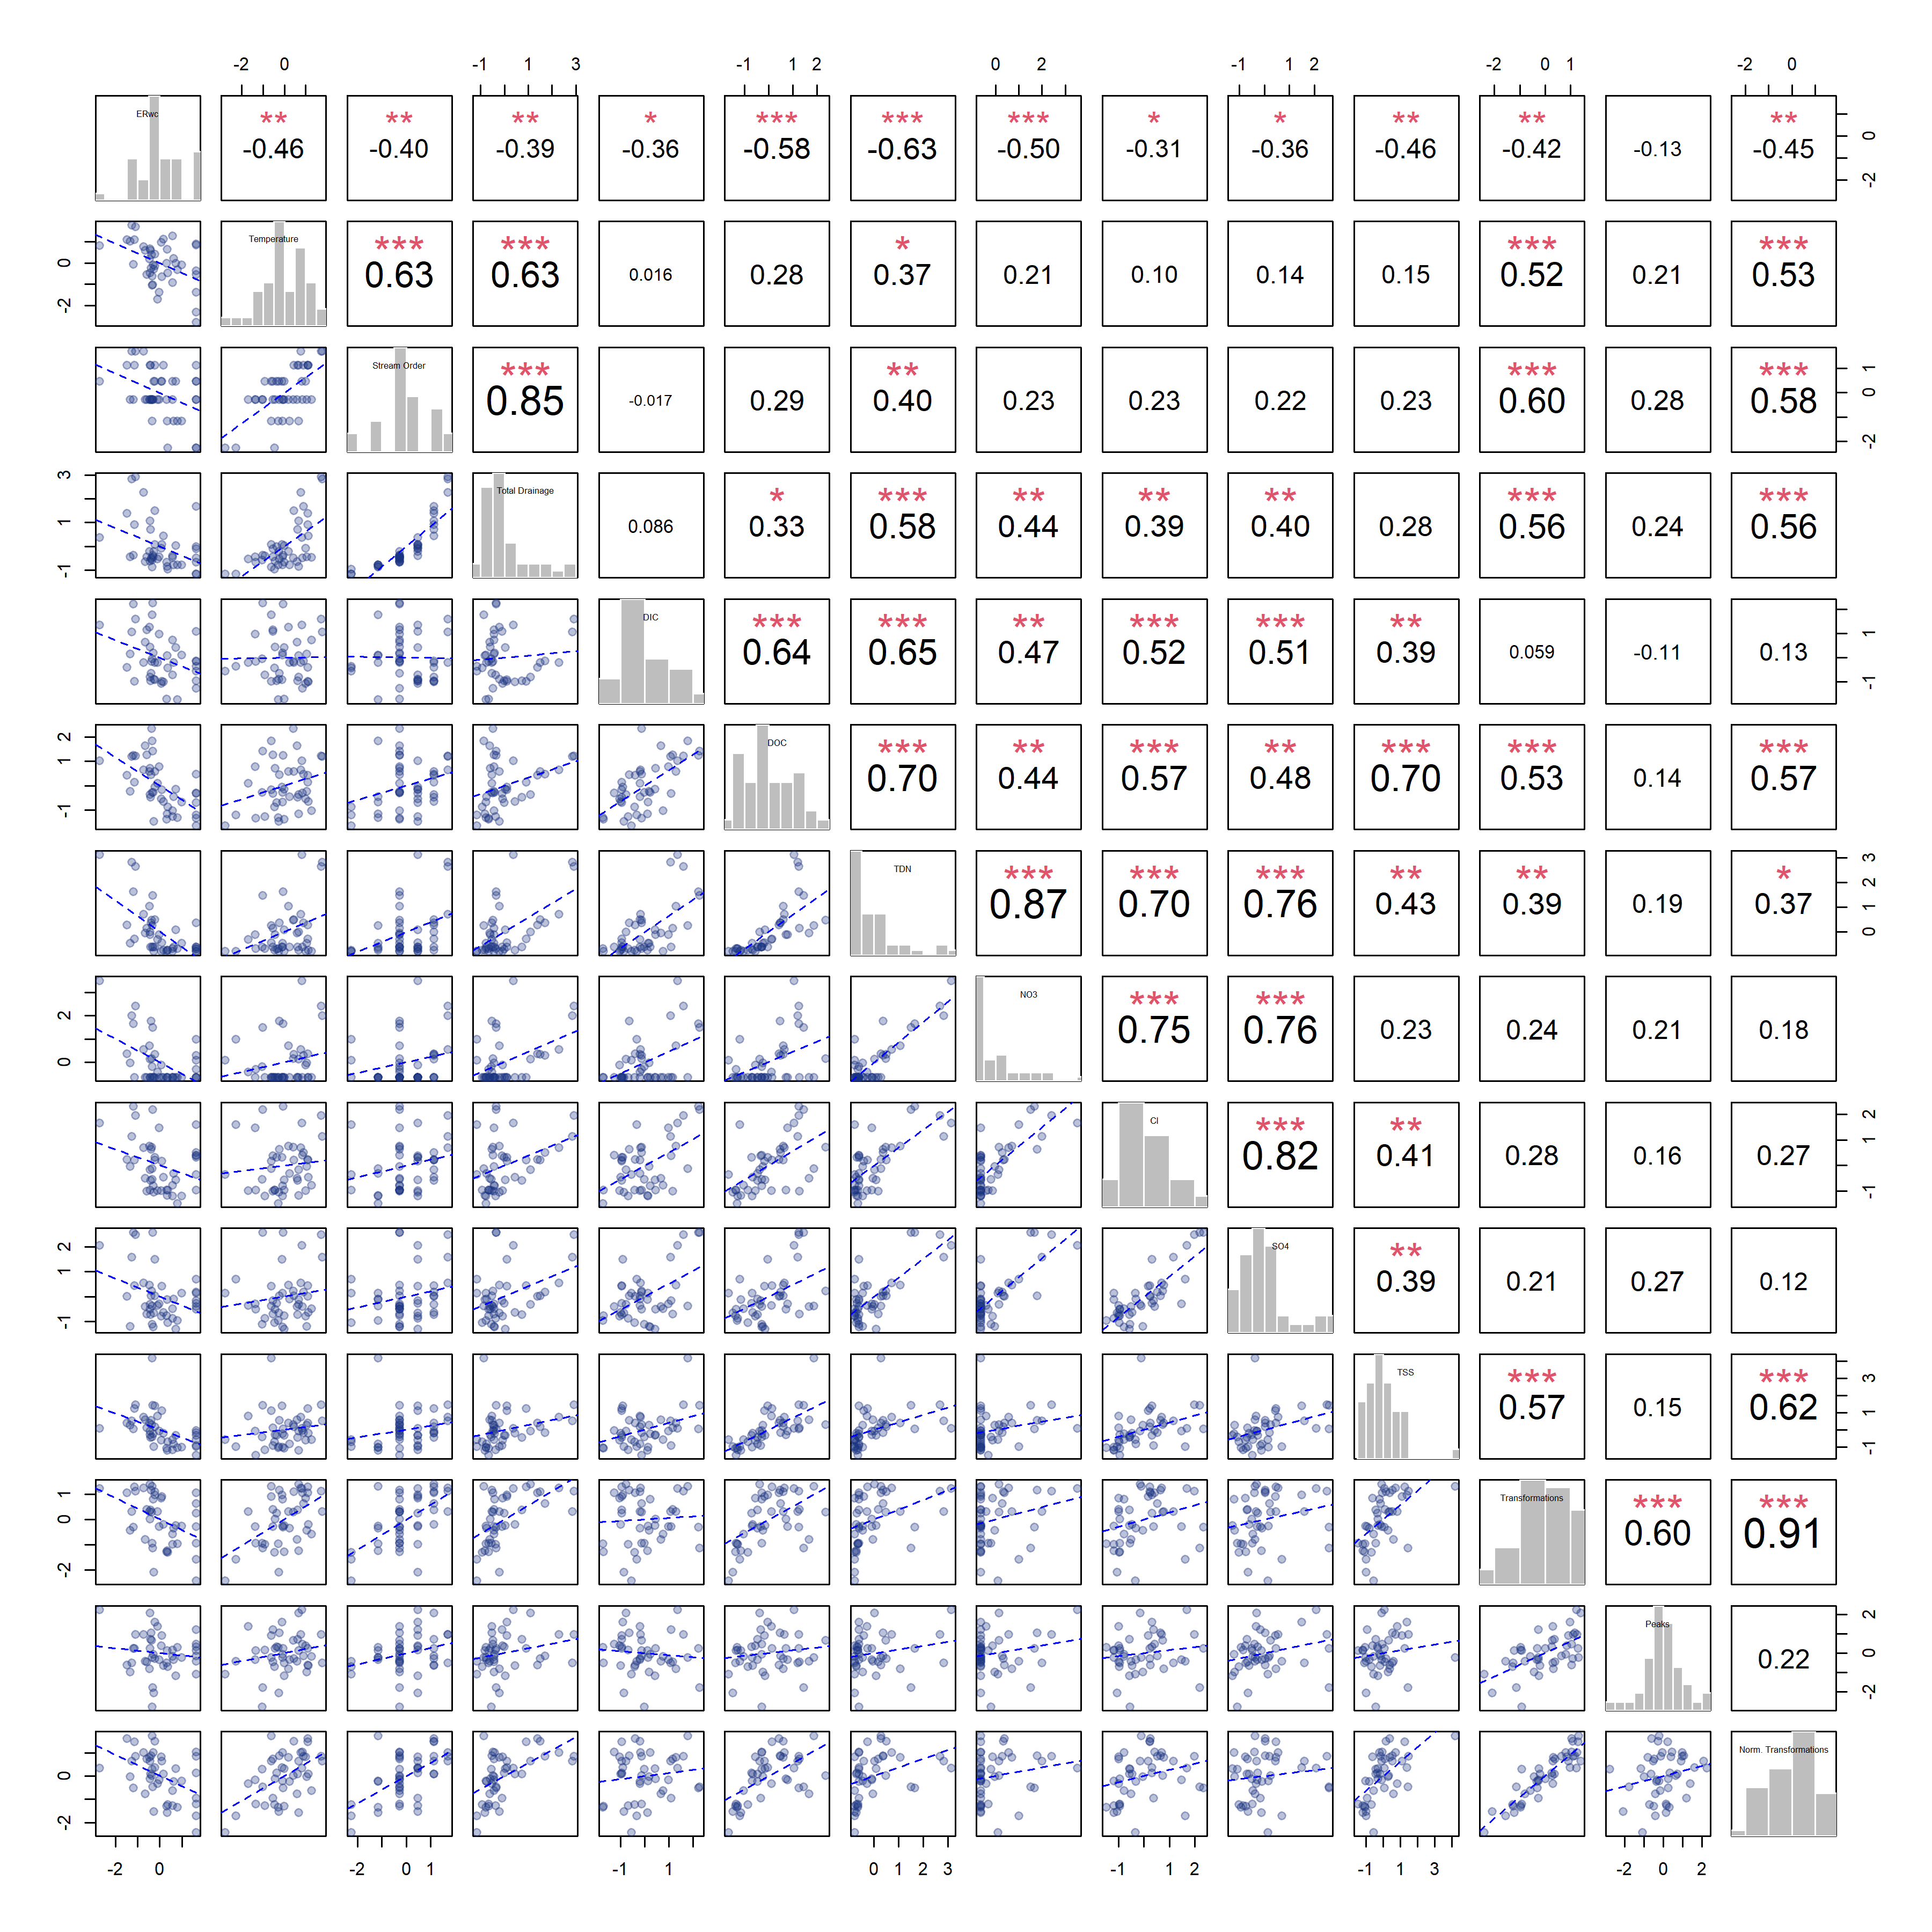 -2 0 -1 1 3 -1 1 2 0 2 -1 1 2 -2 0 1 -2 0
ERwc ** ** ** * *** *** *** * * ** ** **
-0.46 -0.40 -0.39 -0.36 -0.58 -0.63 -0.50 -0.31 -0.36 -0.46 -0.42 -0.13 -0.45 0 -2
Temperature *** *** * *** ***
0 -2 0.63 0.63 0.016 0.28 0.37 0.21 0.10 0.14 0.15 0.52 0.21 0.53
Stream Order *** ** *** ***
0.85 -0.017 0.29 0.40 0.23 0.23 0.22 0.23 0.60 0.28 0.58 1 0 -2
3 1 -1 Total Drainage * *** ** ** ** *** ***
0.086 0.33 0.58 0.44 0.39 0.40 0.28 0.56 0.24 0.56
DIC *** *** ** *** *** **
0.64 0.65 0.47 0.52 0.51 0.39 0.059 -0.11 0.13 1 -1
2 1 -1 DOC *** ** *** ** *** *** ***
0.70 0.44 0.57 0.48 0.70 0.53 0.14 0.57
TDN *** *** *** ** ** *
0.87 0.70 0.76 0.43 0.39 0.19 0.37 3 2 1 0
2 0 NO3 *** ***
0.75 0.76 0.23 0.24 0.21 0.18
Cl *** **
0.82 0.41 0.28 0.16 0.27 2 1 -1
2 1 -1 SO4 **
0.39 0.21 0.27 0.12
TSS *** ***
0.57 0.15 0.62 3 1 -1
1 0 -2 Transformations *** ***
0.60 0.91
Peaks
0.22 2 0 -2
0 -2 Norm. Transformations
-2 0 -2 0 1 -1 1 0 1 2 3 -1 1 2 -1 1 3 -2 0 2